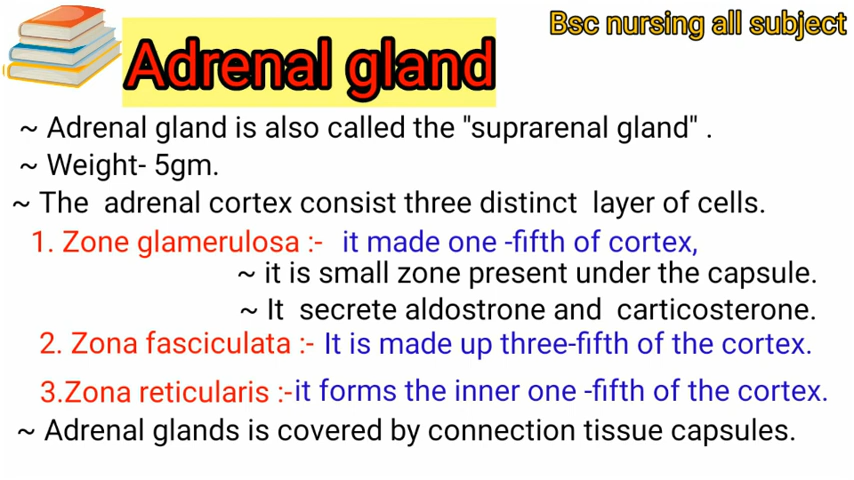 Bsc nursing all subject
Adrenal gland
~ Adrenal gland is also called the "suprarenal gland" .
~ Weight- 5gm.
~ The adrenal cortex consist three distinct layer of cells.
1. Zone glamerulosa :- it made one -fifth of cortex,
~ it is small zone present under the capsule.
~ It secrete aldostrone and carticosterone.
2. Zona fasciculata :- It is made up three-fifth of the cortex.
3.Zona reticularis :-it forms the inner one -fifth of the cortex.
~ Adrenal glands is covered by connection tissue capsules.